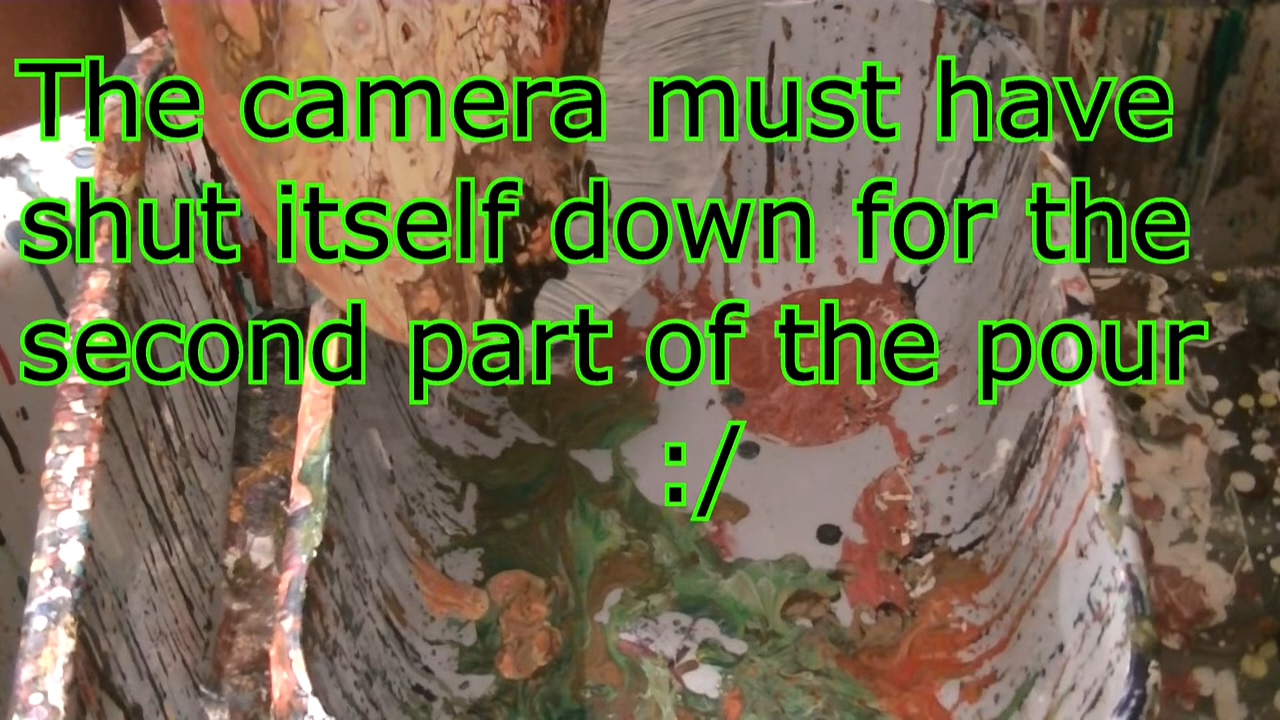 The camera must have
shut itself down for the
second part of the pour
:/